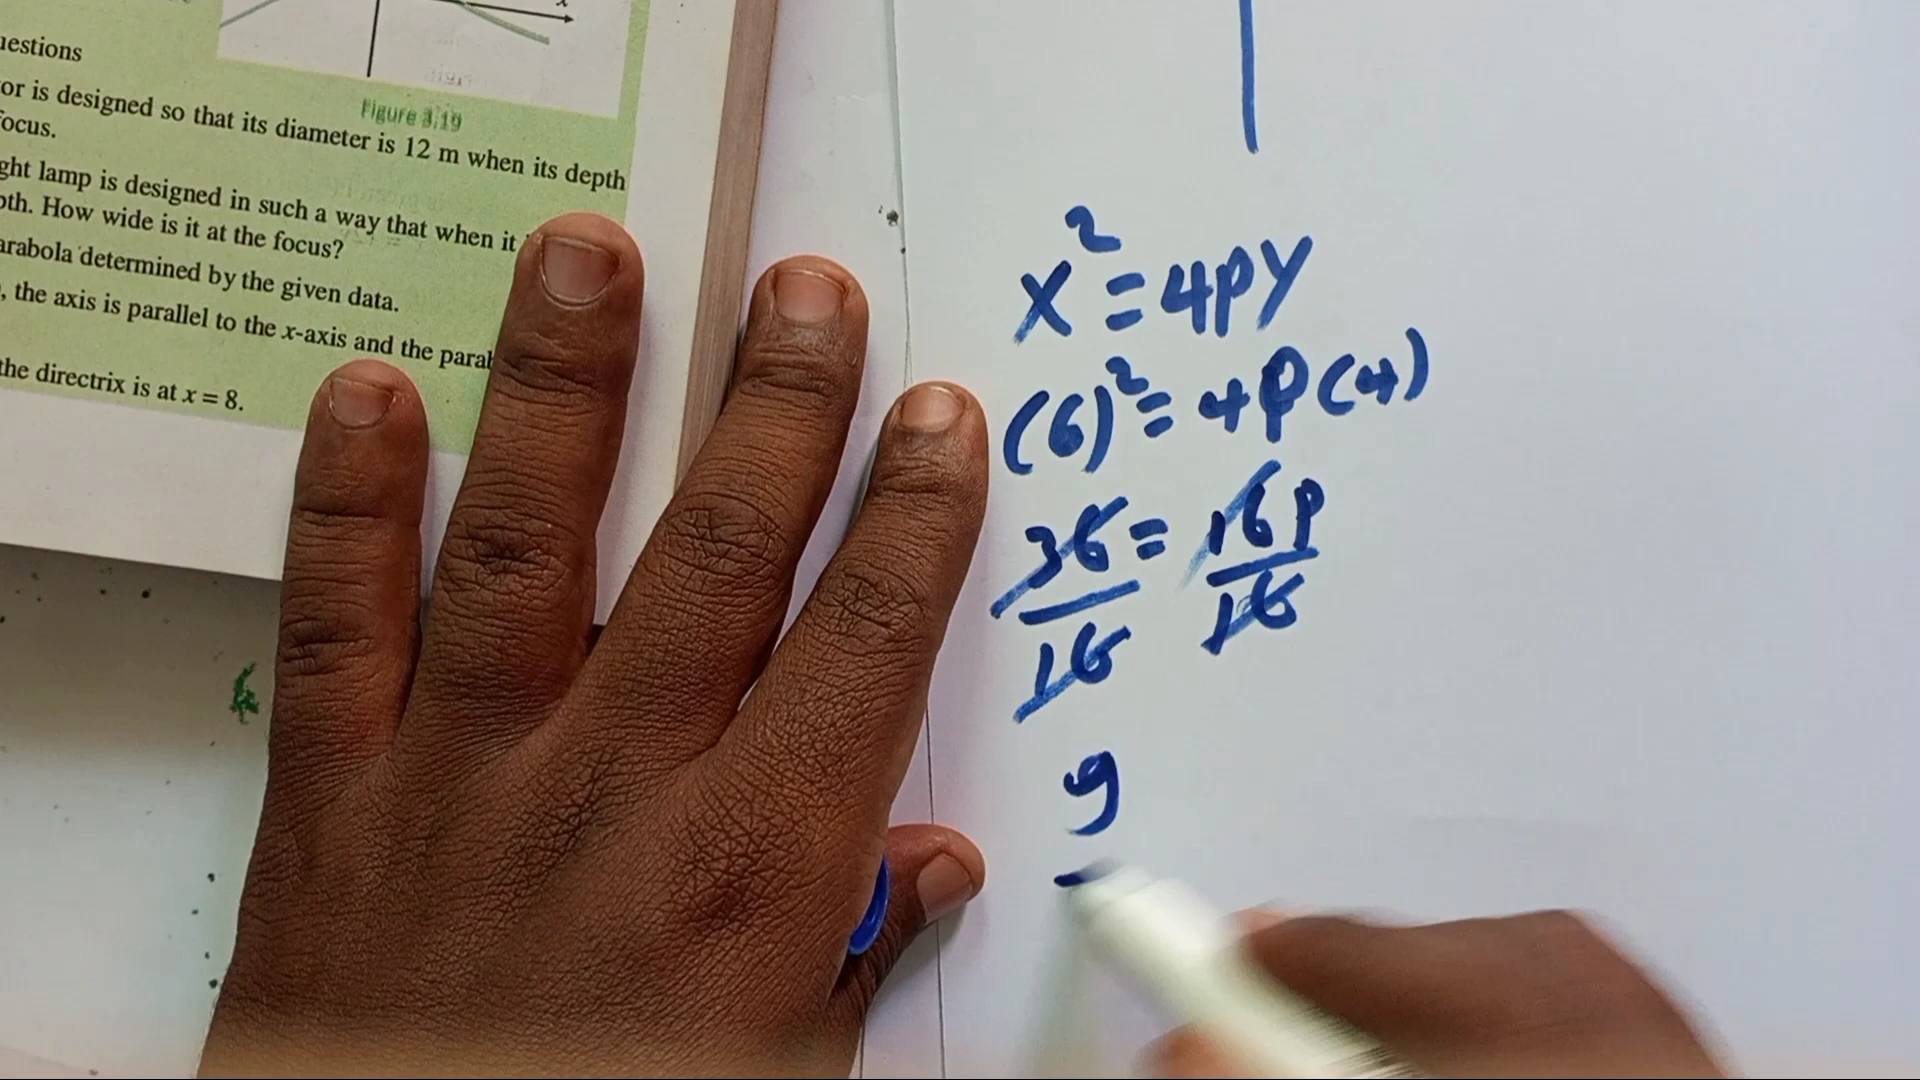 uestions
Figure 3.19
or is designed so that its diameter is 12 m when its depth
ocus.
ght lamp is designed in such a way that when it
pth. How wide is it at the focus?
arabola determined by the given data.
, the axis is parallel to the x-axis and the paral
the directrix is at x = 8.
x
x² = 4py
(6)² = 4p(4)
36 = 16p
16 16
9